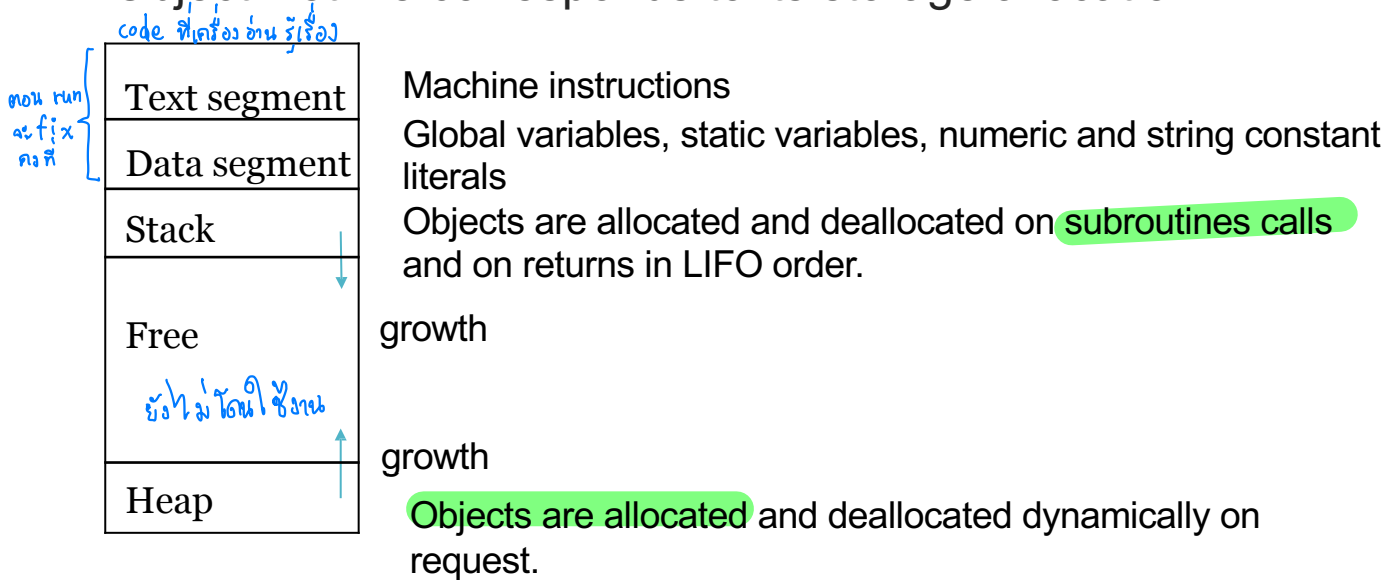 code ที่เครื่องอ่านรู้เรื่อง
ตอน run
จะ fix
คงที่
Text segment
Machine instructions
Data segment
Global variables, static variables, numeric and string constant
literals
Stack
Objects are allocated and deallocated on subroutines calls
and on returns in LIFO order.
Free
growth
ยังไม่โดนใช้งาน
growth
Heap
Objects are allocated and deallocated dynamically on
request.